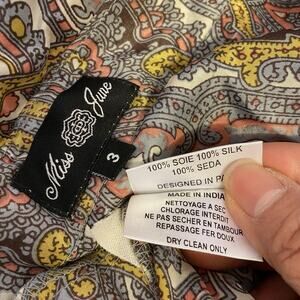 Miss June
3
100% SOIE 100% SILK
100% SEDA
DESIGNED IN
MADE IN INDIA
NETTOYAGE A SEC
CHLORAGE INTERDIT
NE PAS SECHER EN TAMBOUR
REPASSAGE FER DOUX
DRY CLEAN ONLY